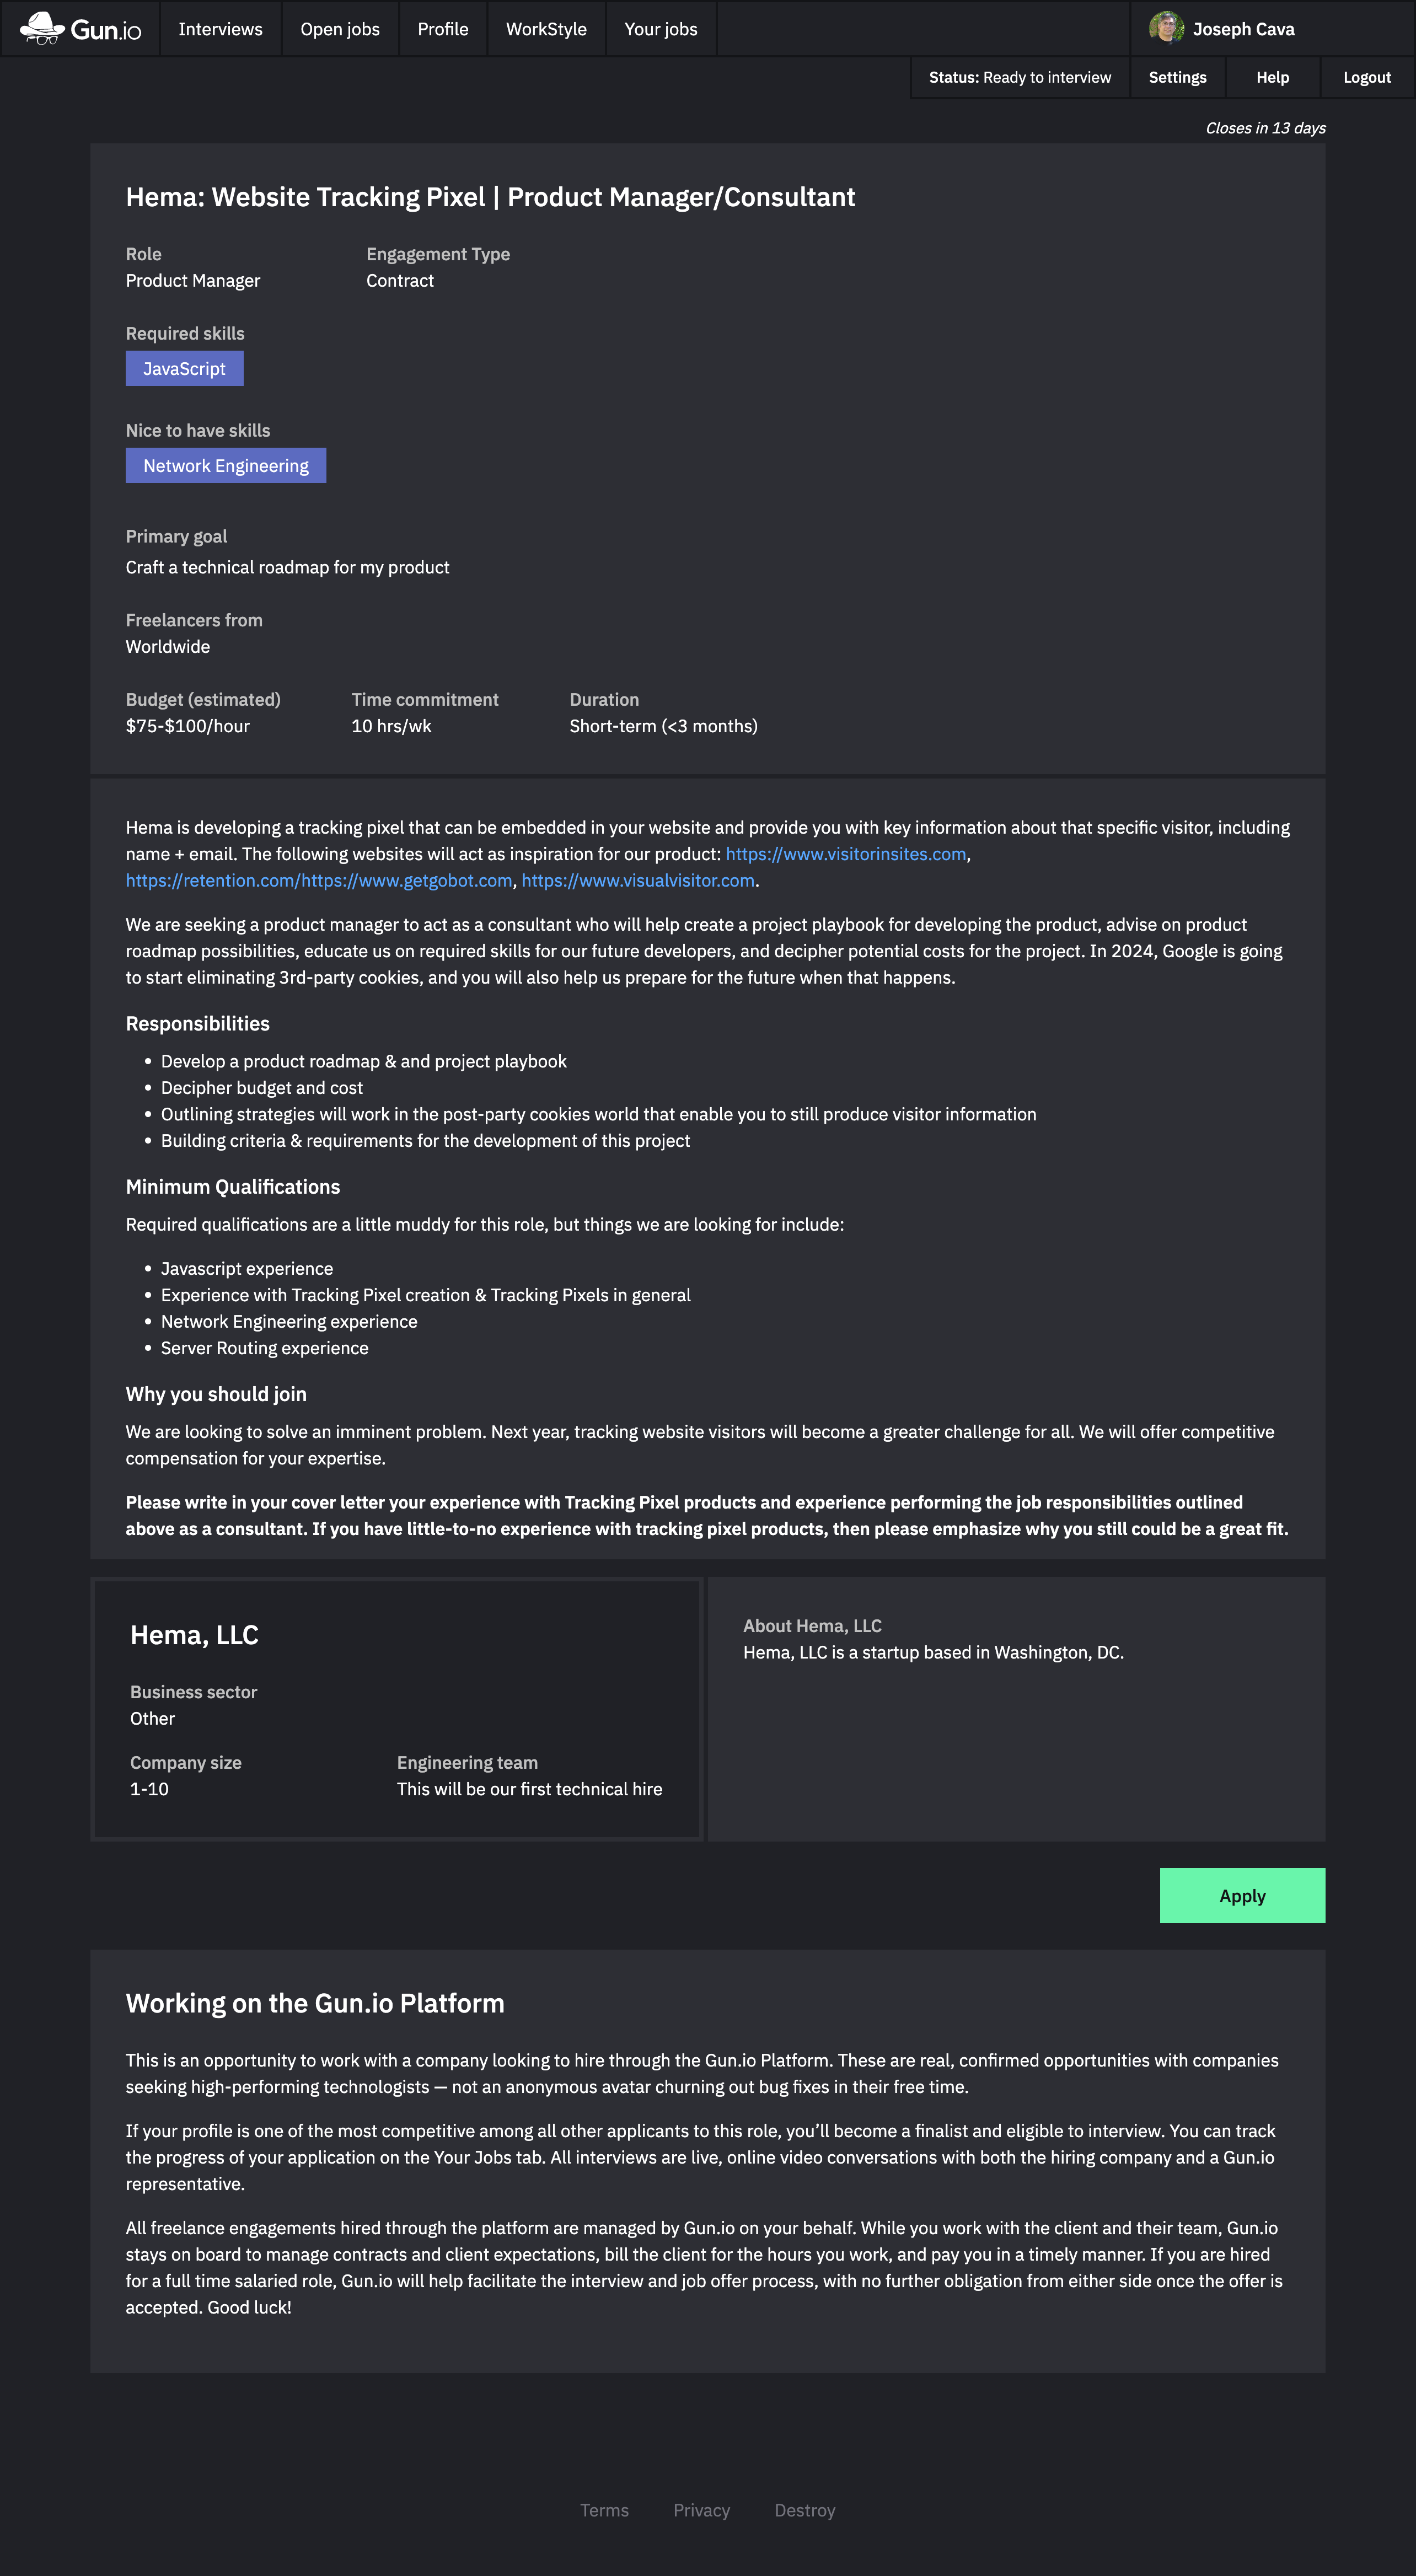 Gun.io
Interviews
Open jobs
Profile
WorkStyle
Your jobs
Joseph Cava
Status: Ready to interview
Settings
Help
Logout
Closes in 13 days
Hema: Website Tracking Pixel | Product Manager/Consultant
Role
Product Manager
Engagement Type
Contract
Required skills
JavaScript
Nice to have skills
Network Engineering
Primary goal
Craft a technical roadmap for my product
Freelancers from
Worldwide
Budget (estimated)
$75-$100/hour
Time commitment
10 hrs/wk
Duration
Short-term (<3 months)
Hema is developing a tracking pixel that can be embedded in your website and provide you with key information about that specific visitor, including
name + email. The following websites will act as inspiration for our product: https://www.visitorinsites.com,
https://retention.com/https://www.getgobot.com, https://www.visualvisitor.com.
We are seeking a product manager to act as a consultant who will help create a project playbook for developing the product, advise on product
roadmap possibilities, educate us on required skills for our future developers, and decipher potential costs for the project. In 2024, Google is going
to start eliminating 3rd-party cookies, and you will also help us prepare for the future when that happens.
Responsibilities
• Develop a product roadmap & and project playbook
• Decipher budget and cost
• Outlining strategies will work in the post-party cookies world that enable you to still produce visitor information
• Building criteria & requirements for the development of this project
Minimum Qualifications
Required qualifications are a little muddy for this role, but things we are looking for include:
• Javascript experience
• Experience with Tracking Pixel creation & Tracking Pixels in general
• Network Engineering experience
• Server Routing experience
Why you should join
We are looking to solve an imminent problem. Next year, tracking website visitors will become a greater challenge for all. We will offer competitive
compensation for your expertise.
Please write in your cover letter your experience with Tracking Pixel products and experience performing the job responsibilities outlined
above as a consultant. If you have little-to-no experience with tracking pixel products, then please emphasize why you still could be a great fit.
Hema, LLC
Business sector
Other
Company size
1-10
Engineering team
This will be our first technical hire
About Hema, LLC
Hema, LLC is a startup based in Washington, DC.
Apply
Working on the Gun.io Platform
This is an opportunity to work with a company looking to hire through the Gun.io Platform. These are real, confirmed opportunities with companies
seeking high-performing technologists — not an anonymous avatar churning out bug fixes in their free time.
If your profile is one of the most competitive among all other applicants to this role, you’ll become a finalist and eligible to interview. You can track
the progress of your application on the Your Jobs tab. All interviews are live, online video conversations with both the hiring company and a Gun.io
representative.
All freelance engagements hired through the platform are managed by Gun.io on your behalf. While you work with the client and their team, Gun.io
stays on board to manage contracts and client expectations, bill the client for the hours you work, and pay you in a timely manner. If you are hired
for a full time salaried role, Gun.io will help facilitate the interview and job offer process, with no further obligation from either side once the offer is
accepted. Good luck!
Terms
Privacy
Destroy